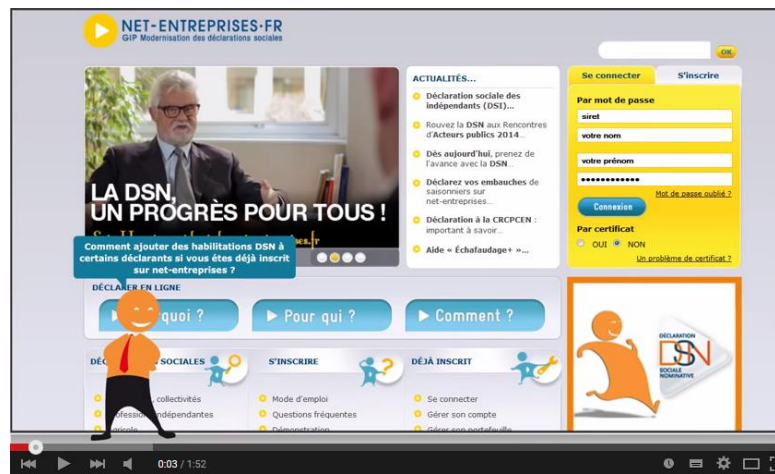 NET-ENTREPRISES·FR
GIP Modernisation des déclarations sociales
OK
LA DSN,
UN PROGRÈS POUR TOUS !
Comment ajouter des habilitations DSN à
certains déclarants si vous êtes déjà inscrit
sur net-entreprises ?
ACTUALITÉS...
Déclaration sociale des
indépendants (DSI)...
Rouvez la DSN aux Rencontres
d'Acteurs publics 2014...
Dès aujourd'hui, prenez de
l'avance avec la DSN...
Déclarez vos embauches de
saisonniers sur
net-entreprises...
Déclaration à la CRCPCEN :
important à savoir...
Aide « Échafaudage+ »...
Se connecter
S'inscrire
Par mot de passe
siret
votre nom
votre prénom
Mot de passe oublié ?
Connexion
Par certificat
OUI NON
Un problème de certificat ?
DÉCLARER EN LIGNE
quoi ?
Pour qui ?
Comment ?
SOCIALES
collectivités
indépendantes
S'INSCRIRE
Mode d'emploi
Questions fréquentes
Démonstration
DÉJÀ INSCRIT
Se connecter
Gérer son compte
Gérer son portefeuille
DÉCLARATION
DSN
SOCIALE
NOMINATIVE
0:03 / 1:52